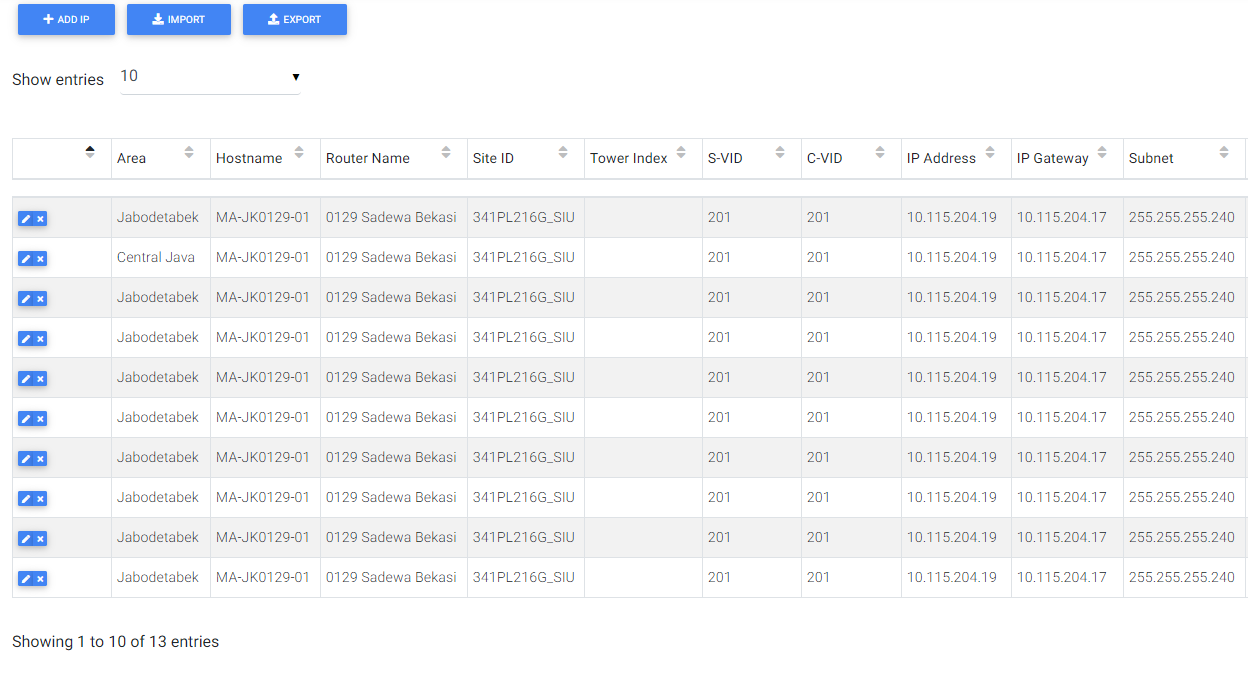 ADD IP IMPORT EXPORT
Show entries 10
Area Hostname Router Name Site ID Tower Index S-VID C-VID IP Address IP Gateway Subnet
Jabodetabek MA-JK0129-01 0129 Sadewa Bekasi 341PL216G_SIU 201 201 10.115.204.19 10.115.204.17 255.255.255.240
Central Java MA-JK0129-01 0129 Sadewa Bekasi 341PL216G_SIU 201 201 10.115.204.19 10.115.204.17 255.255.255.240
Jabodetabek MA-JK0129-01 0129 Sadewa Bekasi 341PL216G_SIU 201 201 10.115.204.19 10.115.204.17 255.255.255.240
Jabodetabek MA-JK0129-01 0129 Sadewa Bekasi 341PL216G_SIU 201 201 10.115.204.19 10.115.204.17 255.255.255.240
Jabodetabek MA-JK0129-01 0129 Sadewa Bekasi 341PL216G_SIU 201 201 10.115.204.19 10.115.204.17 255.255.255.240
Jabodetabek MA-JK0129-01 0129 Sadewa Bekasi 341PL216G_SIU 201 201 10.115.204.19 10.115.204.17 255.255.255.240
Jabodetabek MA-JK0129-01 0129 Sadewa Bekasi 341PL216G_SIU 201 201 10.115.204.19 10.115.204.17 255.255.255.240
Jabodetabek MA-JK0129-01 0129 Sadewa Bekasi 341PL216G_SIU 201 201 10.115.204.19 10.115.204.17 255.255.255.240
Jabodetabek MA-JK0129-01 0129 Sadewa Bekasi 341PL216G_SIU 201 201 10.115.204.19 10.115.204.17 255.255.255.240
Jabodetabek MA-JK0129-01 0129 Sadewa Bekasi 341PL216G_SIU 201 201 10.115.204.19 10.115.204.17 255.255.255.240
Showing 1 to 10 of 13 entries